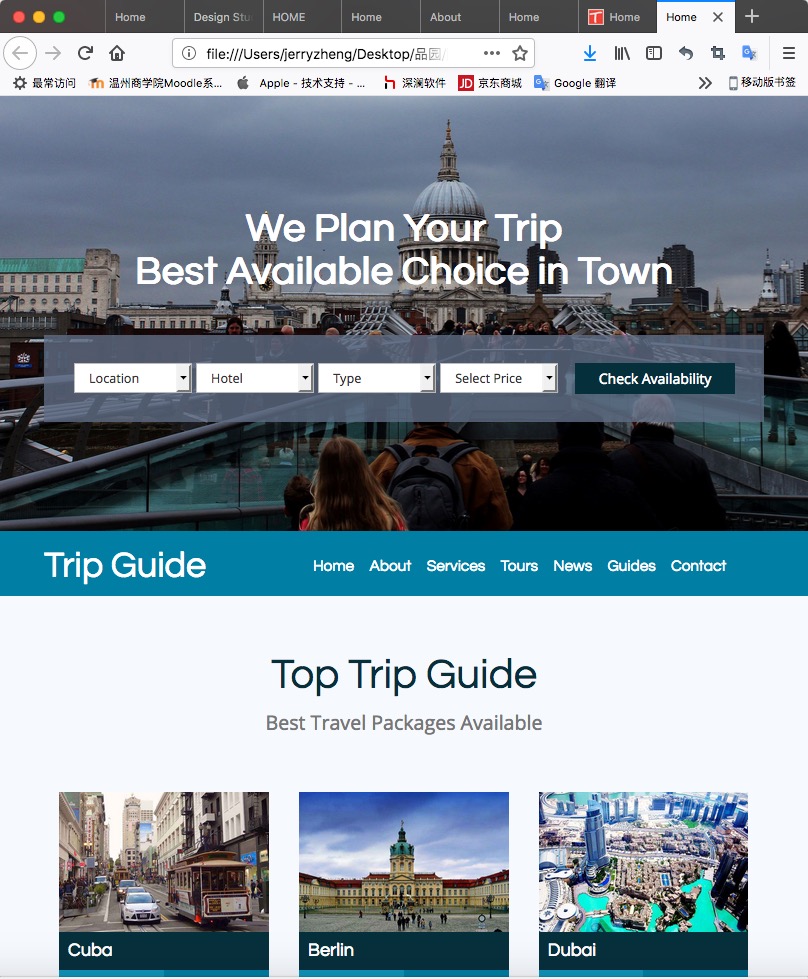 Home
Design Stu
HOME
Home
About
Home
Home
Home
file:///Users/jerryzheng/Desktop/品园/
最常访问
温州商学院Moodle系...
Apple - 技术支持 - ...
深澜软件
京东商城
Google 翻译
移动版书签
We Plan Your Trip
Best Available Choice in Town
Location
Hotel
Type
Select Price
Check Availability
Trip Guide
Home
About
Services
Tours
News
Guides
Contact
Top Trip Guide
Best Travel Packages Available
Cuba
Berlin
Dubai